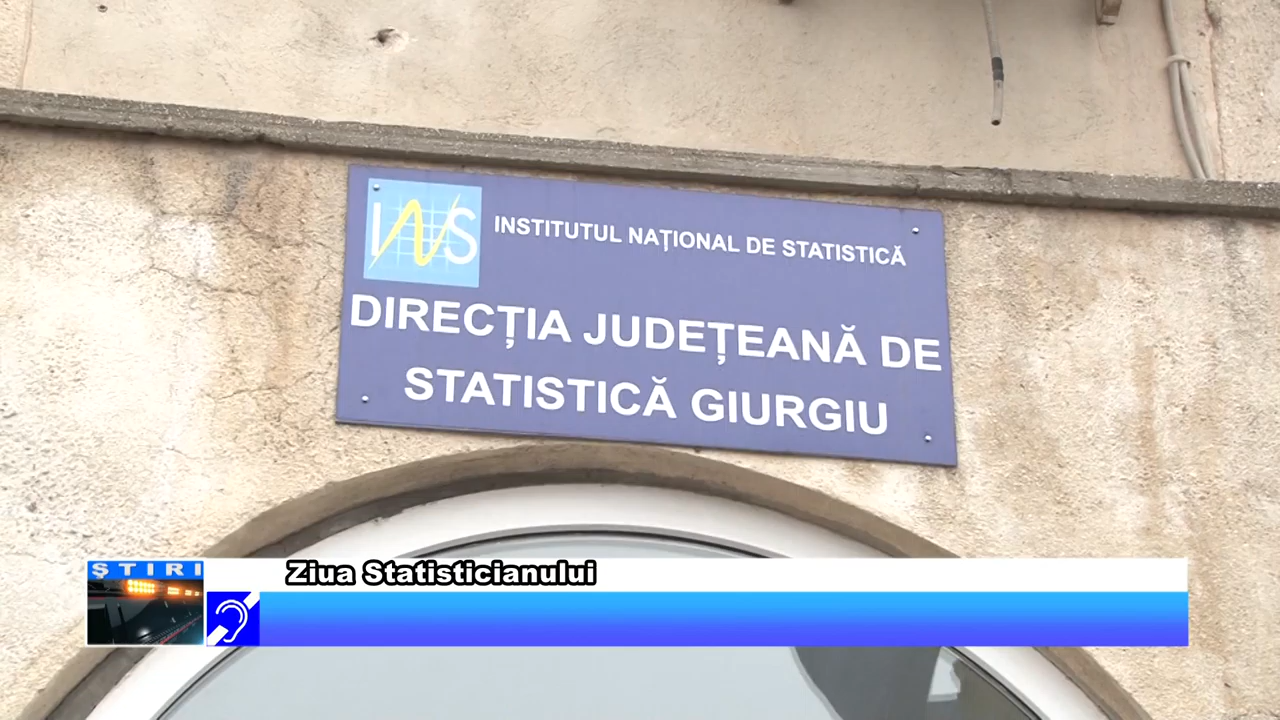 INS
INSTITUTUL NAȚIONAL DE STATISTICĂ
DIRECȚIA JUDEȚEANĂ DE
STATISTICĂ GIURGIU
ȘTIRI
Ziua Statisticianului